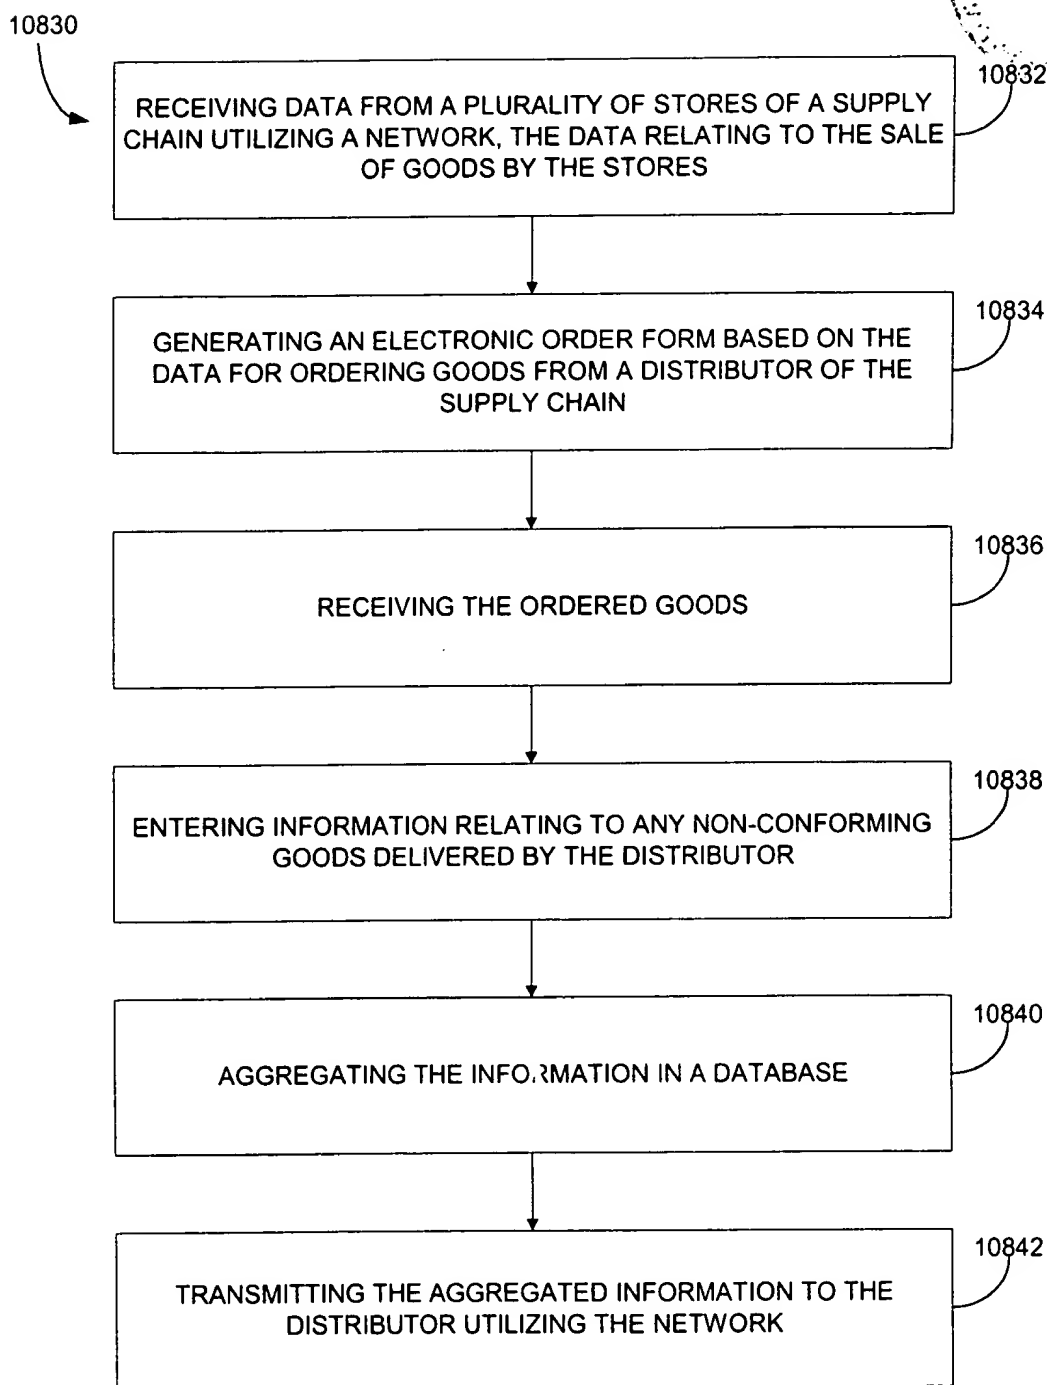 10830
10832
RECEIVING DATA FROM A PLURALITY OF STORES OF A SUPPLY
CHAIN UTILIZING A NETWORK, THE DATA RELATING TO THE SALE
OF GOODS BY THE STORES
10834
GENERATING AN ELECTRONIC ORDER FORM BASED ON THE
DATA FOR ORDERING GOODS FROM A DISTRIBUTOR OF THE
SUPPLY CHAIN
10836
RECEIVING THE ORDERED GOODS
10838
ENTERING INFORMATION RELATING TO ANY NON-CONFORMING
GOODS DELIVERED BY THE DISTRIBUTOR
10840
AGGREGATING THE INFORMATION IN A DATABASE
10842
TRANSMITTING THE AGGREGATED INFORMATION TO THE
DISTRIBUTOR UTILIZING THE NETWORK